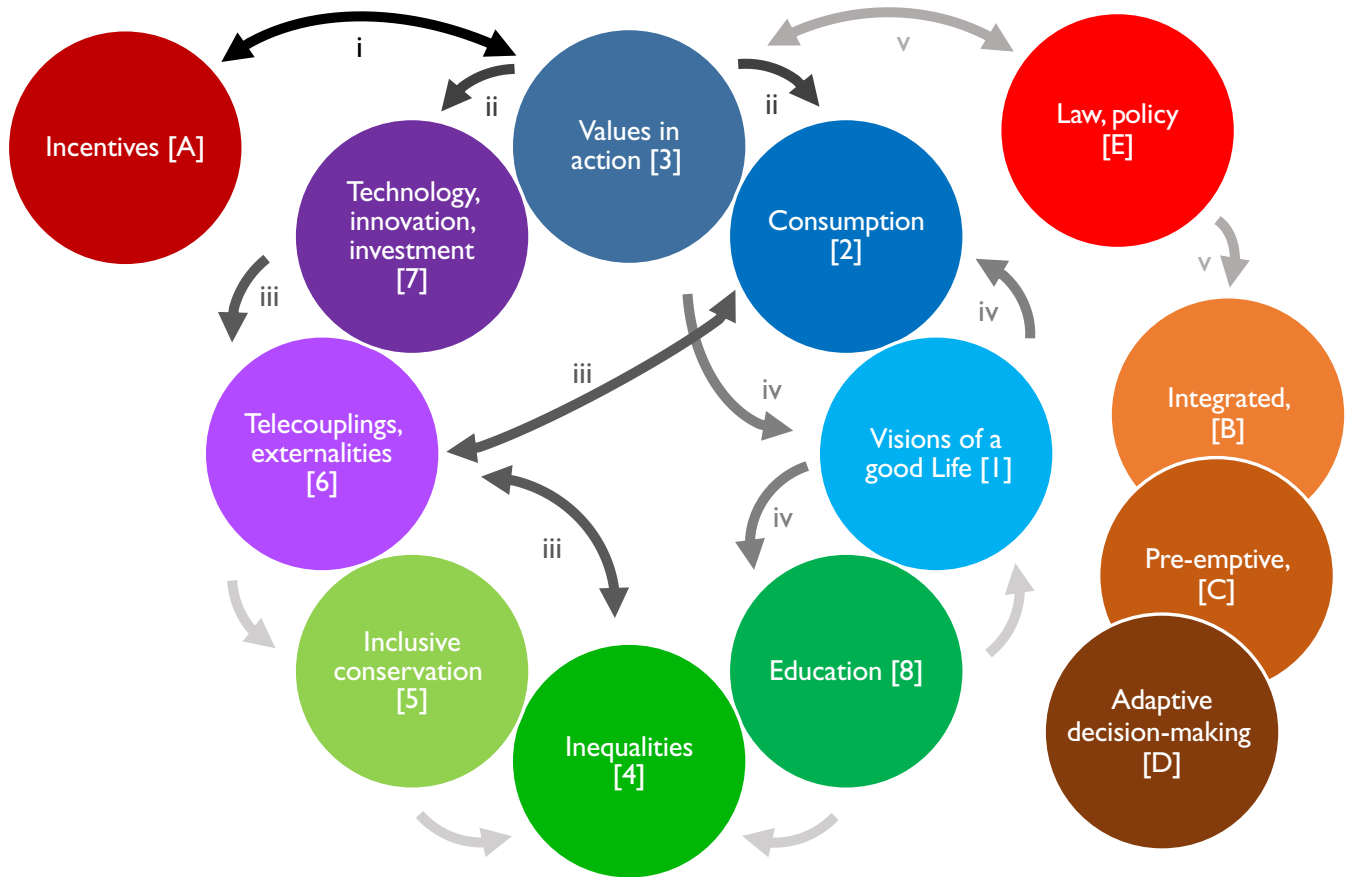 i
v
Incentives [A]
ii
ii
Values in
action [3]
Law, policy
[E]
Technology,
innovation,
investment
[7]
Consumption
[2]
iii
v
iv
iii
iv
Telecouplings,
externalities
[6]
Visions of a
good Life [1]
Integrated,
[B]
iv
iii
Pre-emptive,
[C]
Inclusive
conservation
[5]
Education [8]
Inequalities
[4]
Adaptive
decision-making
[D]